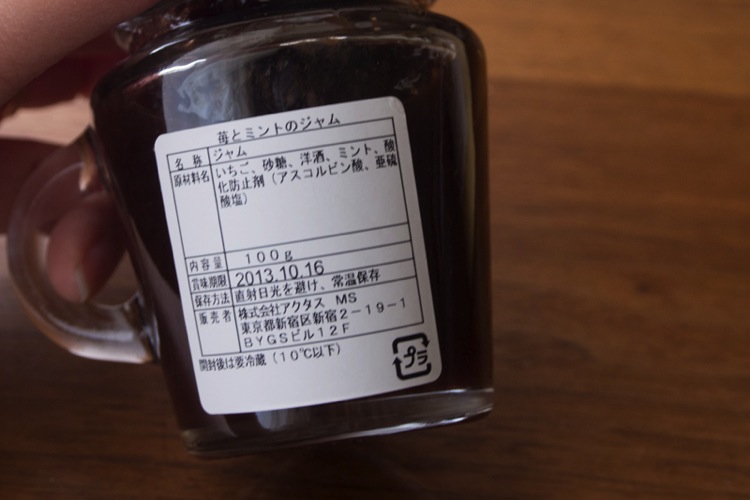 苺とミントのジャム
名 称 ジャム
原材料名 いちご、砂糖、洋酒、ミント、酸
化防止剤（アスコルビン酸、亜硫
酸塩）
内容量 １００ｇ
賞味期限 2013.10.16
保存方法 直射日光を避け、常温保存
販売者 株式会社アクタス ＭＳ
東京都新宿区新宿２－１９－１
ＢＹＧＳビル１２Ｆ
開封後は要冷蔵（１０℃以下）
プラ